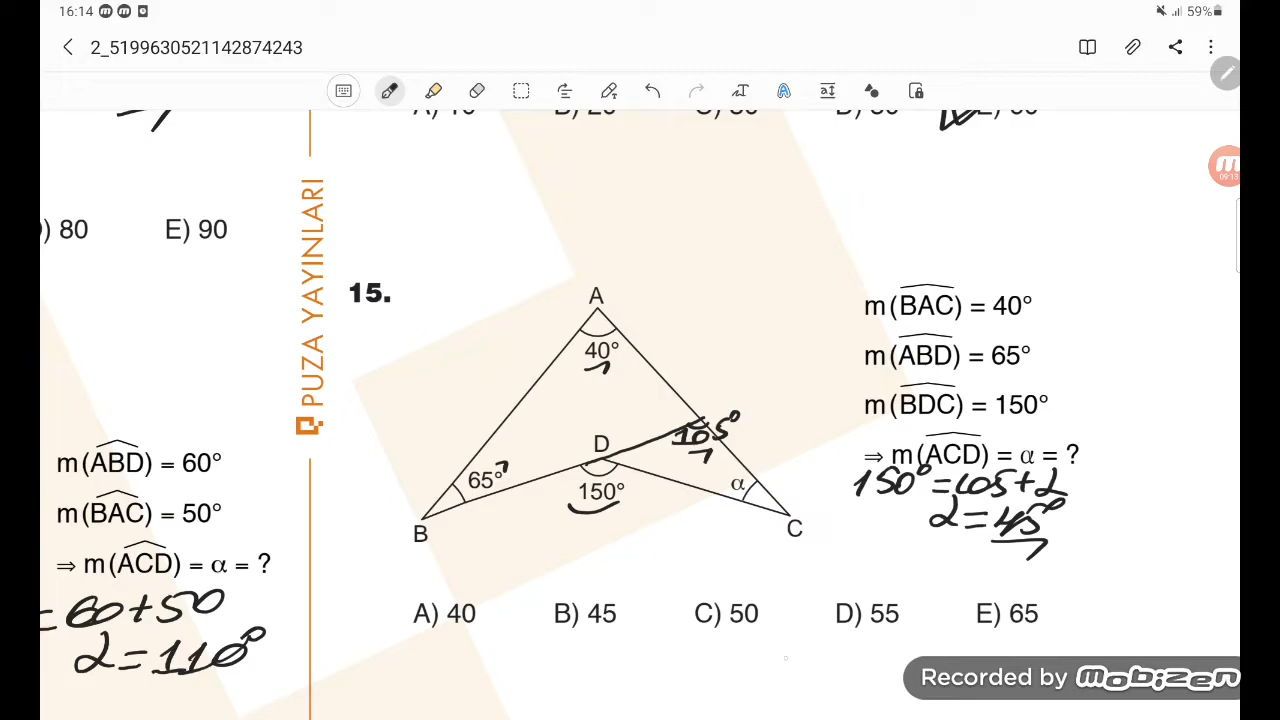 16:14
59%
2_5199630521142874243
D) 80 E) 90
PUZA YAYINLARI
m(ABD) = 60°
m(BAC) = 50°
⇒ m(ACD) = α = ?
= 60+50
α = 110°
15.
A
40°
105°
D
65°
150°
α
B
C
m(BAC) = 40°
m(ABD) = 65°
m(BDC) = 150°
⇒ m(ACD) = α = ?
150° = 105+α
α = 45°
A) 40 B) 45 C) 50 D) 55 E) 65
09:13
Recorded by mobizen